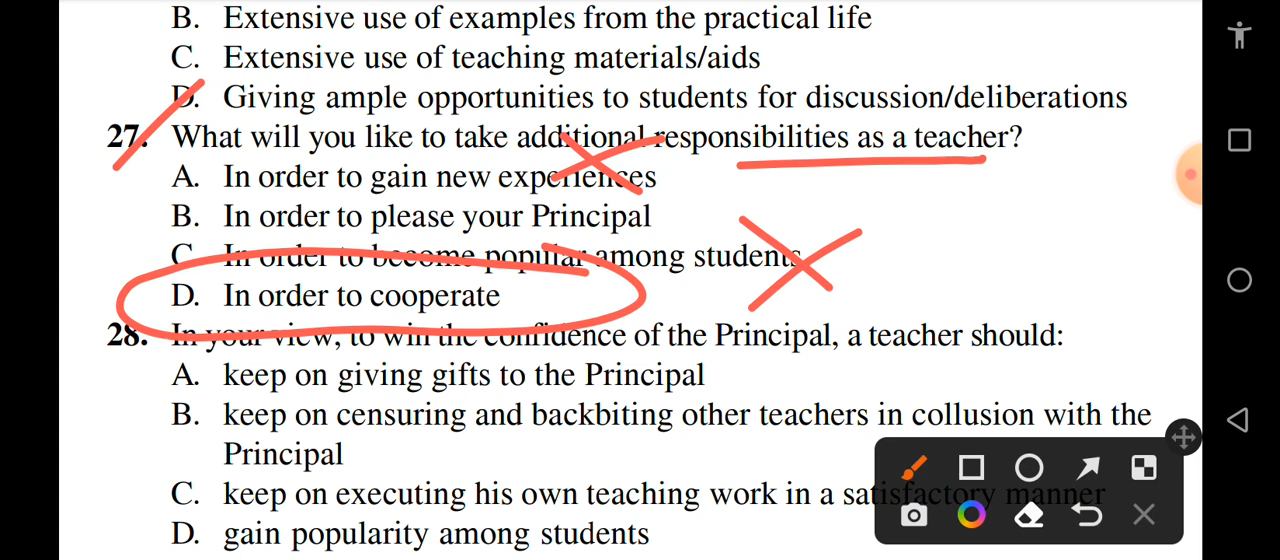 B. Extensive use of examples from the practical life
C. Extensive use of teaching materials/aids
D. Giving ample opportunities to students for discussion/deliberations
27. What will you like to take additional responsibilities as a teacher?
A. In order to gain new experiences
B. In order to please your Principal
C. In order to become popular among students
D. In order to cooperate
28. In your view, to win the confidence of the Principal, a teacher should:
A. keep on giving gifts to the Principal
B. keep on censuring and backbiting other teachers in collusion with the
Principal
C. keep on executing his own teaching work in a satisfactory manner
D. gain popularity among students